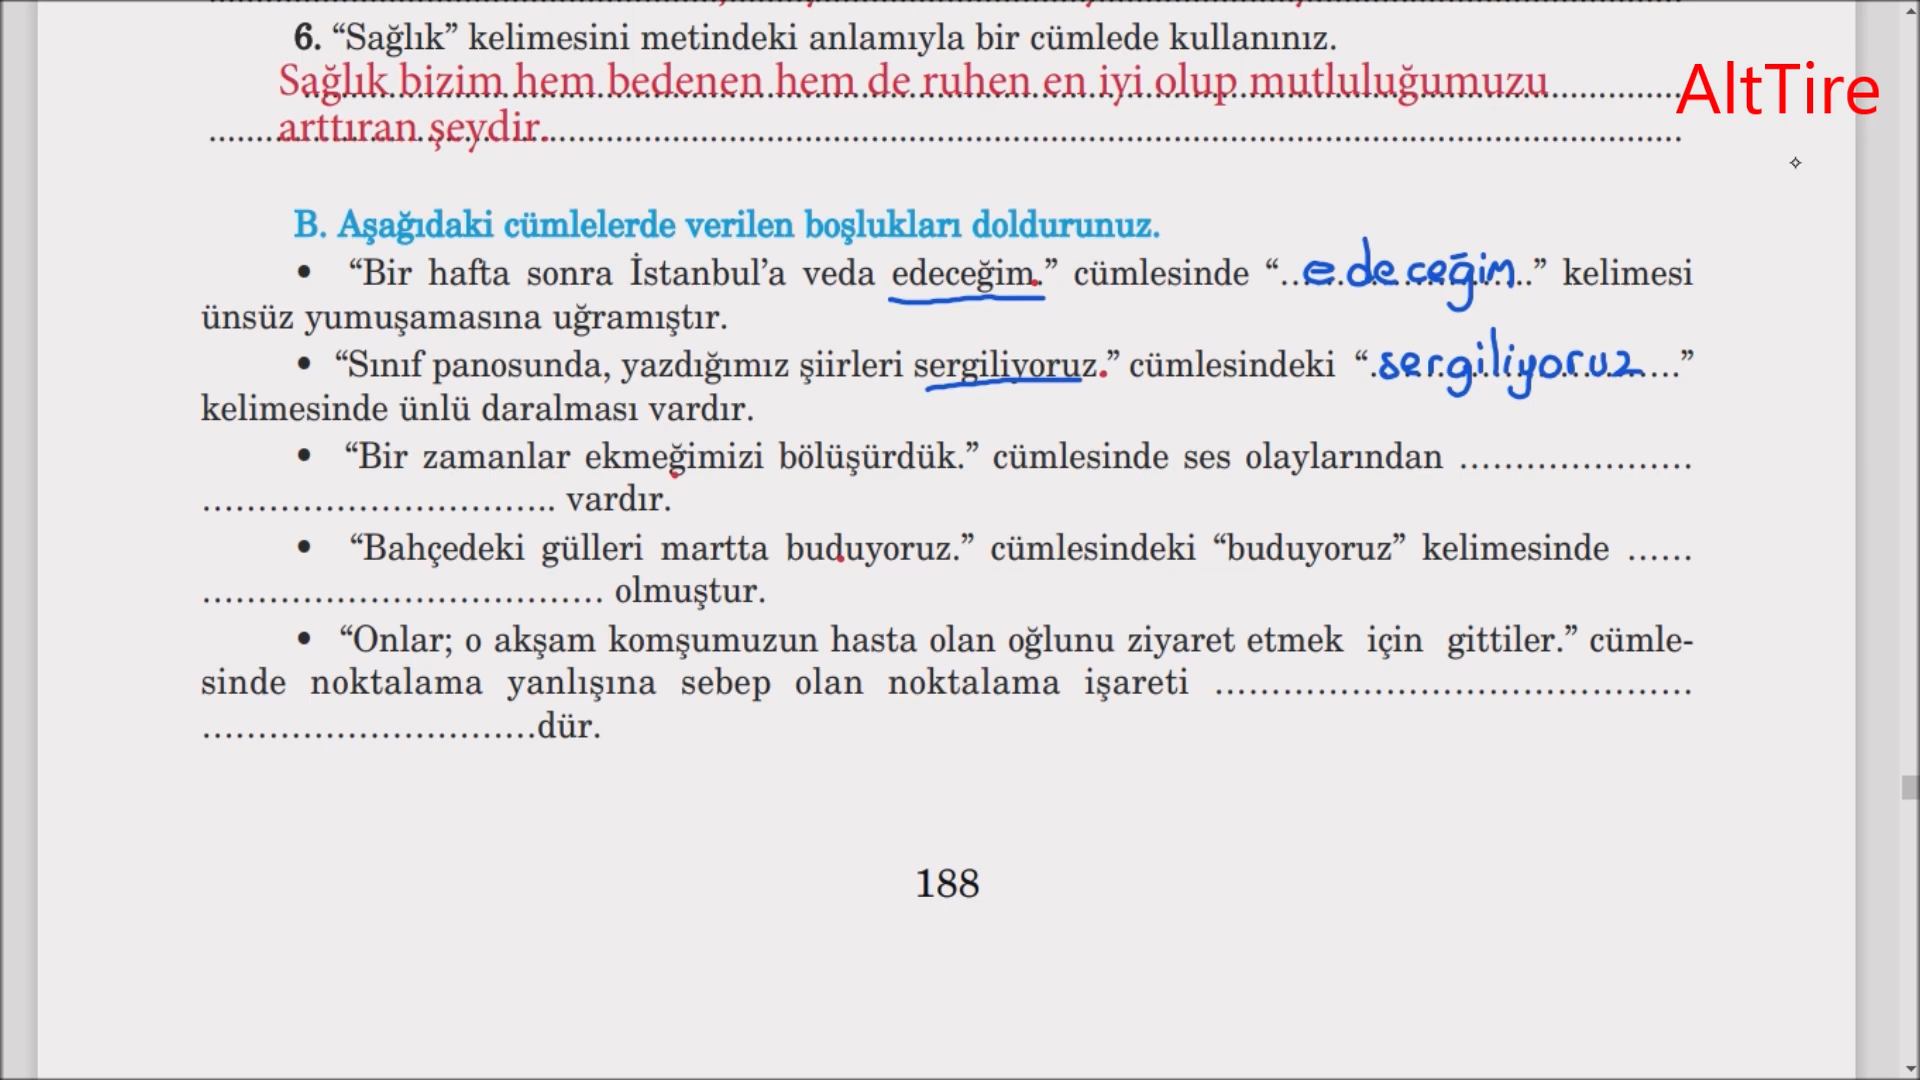 6. “Sağlık” kelimesini metindeki anlamıyla bir cümlede kullanınız.
Sağlık bizim hem bedenen hem de ruhen en iyi olup mutluluğumuzu
AltTire
arttıran şeydir.
B. Aşağıdaki cümlelerde verilen boşlukları doldurunuz.
• “Bir hafta sonra İstanbul’a veda edeceğim.” cümlesinde “..edeceğim..” kelimesi
ünsüz yumuşamasına uğramıştır.
• “Sınıf panosunda, yazdığımız şiirleri sergiliyoruz.” cümlesindeki “.sergiliyoruz....”
kelimesinde ünlü daralması vardır.
• “Bir zamanlar ekmeğimizi bölüşürdük.” cümlesinde ses olaylarından .....................
................................ vardır.
• “Bahçedeki gülleri martta buduyoruz.” cümlesindeki “buduyoruz” kelimesinde ......
.................................... olmuştur.
• “Onlar; o akşam komşumuzun hasta olan oğlunu ziyaret etmek için gittiler.” cümle-
sinde noktalama yanlışına sebep olan noktalama işareti ..........................................
..............................dür.
188